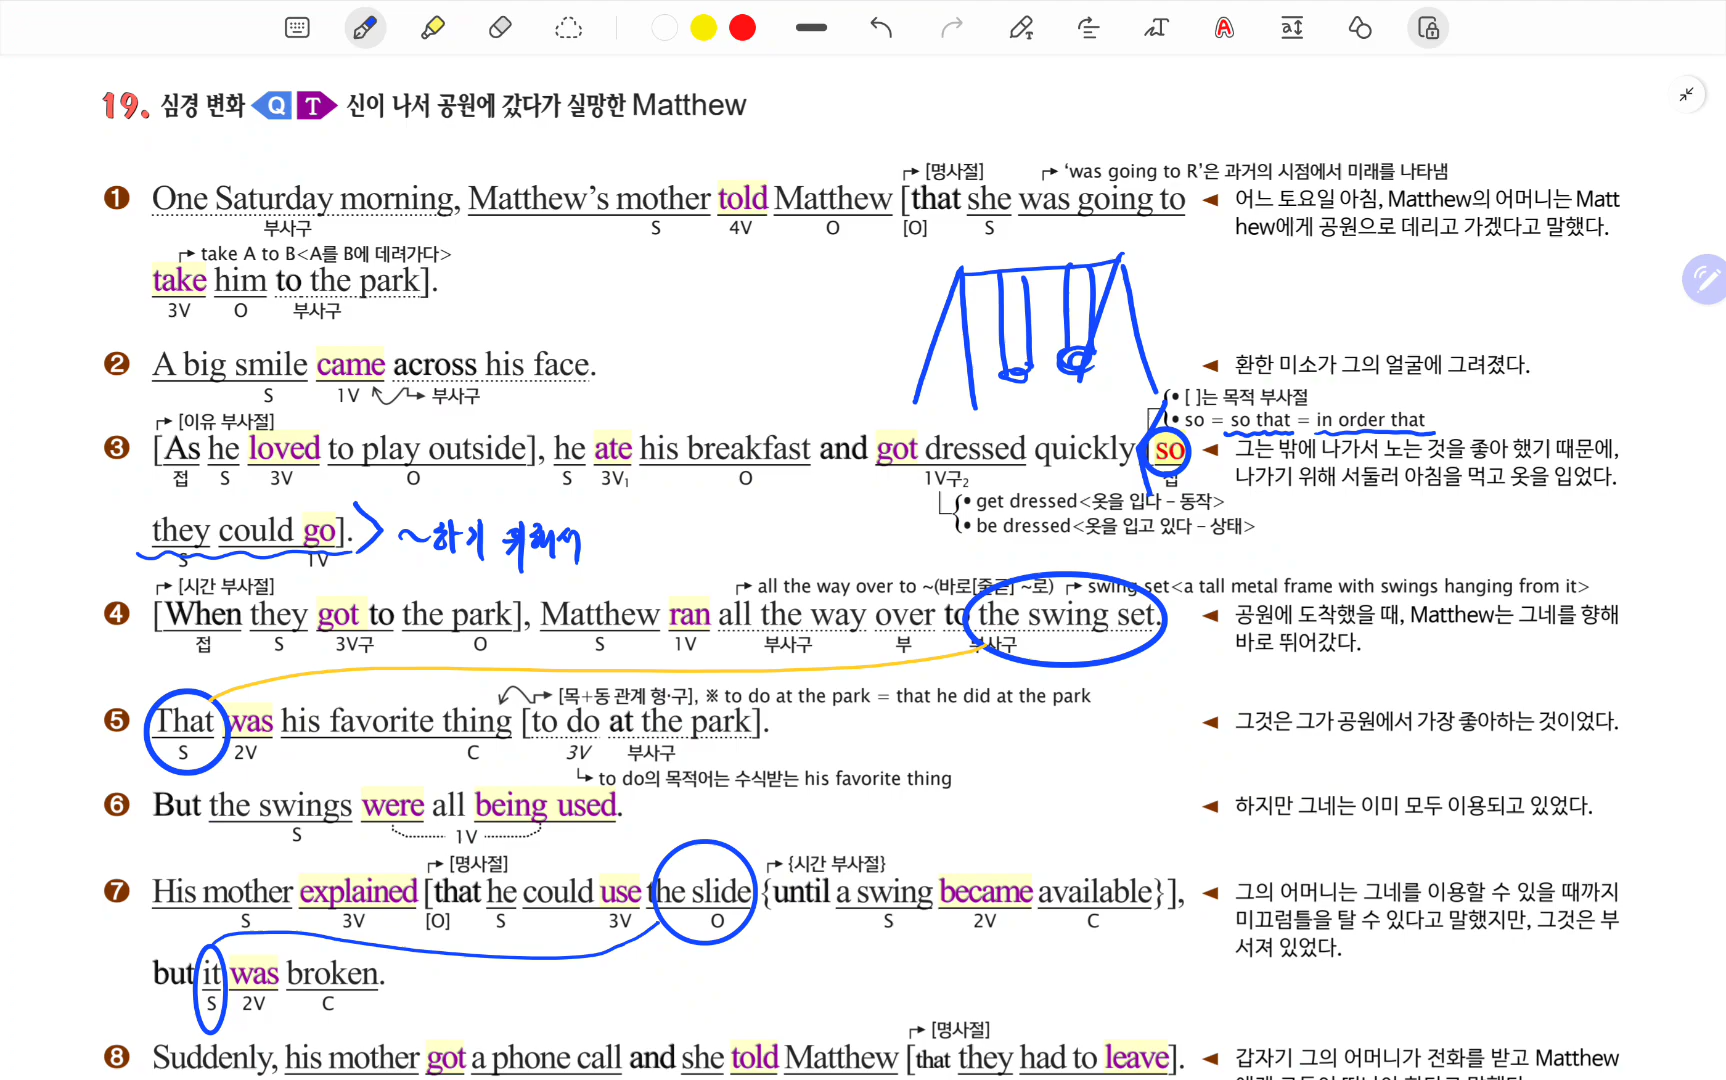 19. 심경 변화 Q T 신이 나서 공원에 갔다가 실망한 Matthew
[명사절] ‘was going to R’은 과거의 시점에서 미래를 나타냄
❶ One Saturday morning, Matthew’s mother told Matthew [that she was going to ◀ 어느 토요일 아침, Matthew의 어머니는 Matt
부사구 S 4V O [O] S hew에게 공원으로 데리고 가겠다고 말했다.
take A to B<A를 B에 데려가다>
take him to the park].
3V O 부사구
❷ A big smile came across his face. ◀ 환한 미소가 그의 얼굴에 그려졌다.
S 1V 부사구 • [ ]는 목적 부사절
[이유 부사절] • so = so that = in order that
❸ [As he loved to play outside], he ate his breakfast and got dressed quickly [so ◀ 그는 밖에 나가서 노는 것을 좋아 했기 때문에,
접 S 3V O S 3V₁ O 1V구₂ 접 나가기 위해 서둘러 아침을 먹고 옷을 입었다.
• get dressed<옷을 입다 – 동작>
• be dressed<옷을 입고 있다 – 상태>
they could go]. ~하기 위해서
S 1V
[시간 부사절] all the way over to ~(바로[줄곧] ~로) swing set<a tall metal frame with swings hanging from it>
❹ [When they got to the park], Matthew ran all the way over to the swing set. ◀ 공원에 도착했을 때, Matthew는 그네를 향해
접 S 3V구 O S 1V 부사구 부 부사구 바로 뛰어갔다.
[목+동 관계 형·구], ※ to do at the park = that he did at the park
❺ That was his favorite thing [to do at the park]. ◀ 그것은 그가 공원에서 가장 좋아하는 것이었다.
S 2V C 3V 부사구
to do의 목적어는 수식받는 his favorite thing
❻ But the swings were all being used. ◀ 하지만 그네는 이미 모두 이용되고 있었다.
S 1V
[명사절] {시간 부사절}
❼ His mother explained [that he could use the slide {until a swing became available}], ◀ 그의 어머니는 그네를 이용할 수 있을 때까지
S 3V [O] S 3V O S 2V C 미끄럼틀을 탈 수 있다고 말했지만, 그것은 부
서져 있었다.
but it was broken.
S 2V C
[명사절]
❽ Suddenly, his mother got a phone call and she told Matthew [that they had to leave]. ◀ 갑자기 그의 어머니가 전화를 받고 Matthew